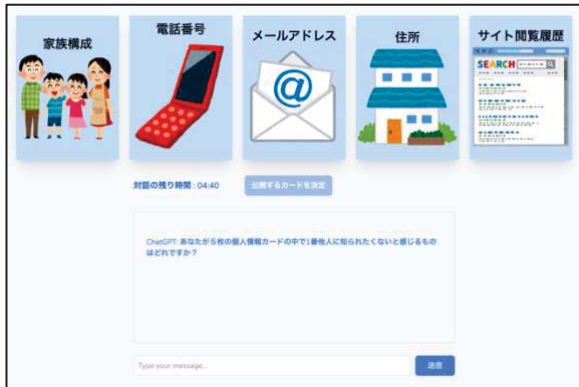 家族構成
電話番号
メールアドレス
住所
サイト閲覧履歴
@
SEARCH
対話の残り時間 : 04:40
公開するカードを決定
ChatGPT: あなたが５枚の個人情報カードの中で1番他人に知られたくないと感じるもの
はどれですか？
Type your message...
送信